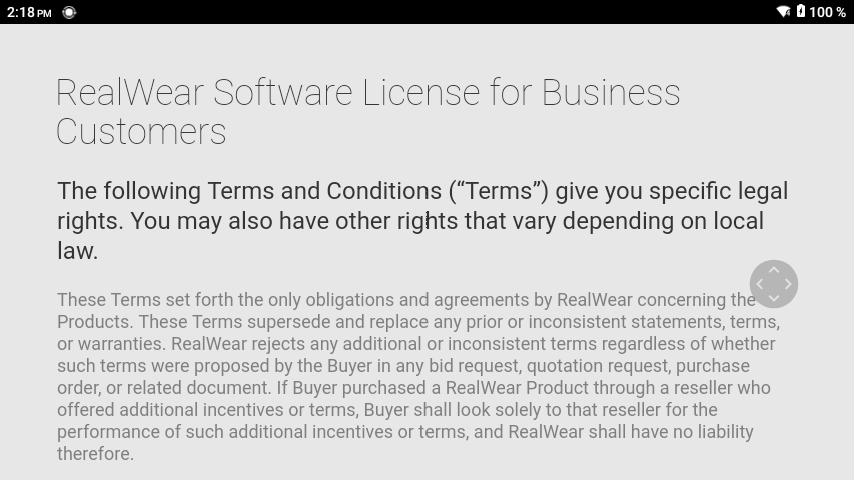 2:18 PM 100 %
RealWear Software License for Business
Customers
The following Terms and Conditions (“Terms”) give you specific legal
rights. You may also have other rights that vary depending on local
law.
These Terms set forth the only obligations and agreements by RealWear concerning the
Products. These Terms supersede and replace any prior or inconsistent statements, terms,
or warranties. RealWear rejects any additional or inconsistent terms regardless of whether
such terms were proposed by the Buyer in any bid request, quotation request, purchase
order, or related document. If Buyer purchased a RealWear Product through a reseller who
offered additional incentives or terms, Buyer shall look solely to that reseller for the
performance of such additional incentives or terms, and RealWear shall have no liability
therefore.